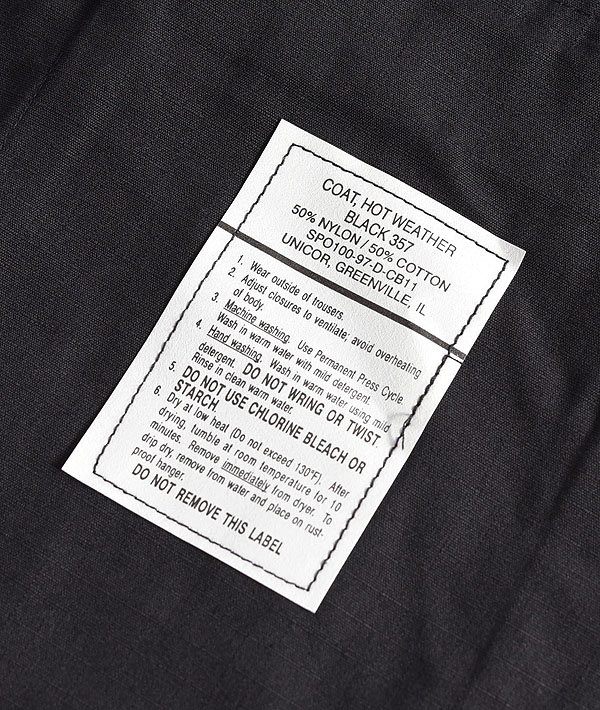 COAT, HOT WEATHER
BLACK 357
50% NYLON / 50% COTTON
SPO100-97-D-CB11
UNICOR, GREENVILLE, IL
1. Wear outside of trousers.
2. Adjust closures to ventilate; avoid overheating
of body.
3. Machine washing. Use Permanent Press Cycle.
Wash in warm water with mild detergent.
4. Hand washing. Wash in warm water using mild
detergent. DO NOT WRING OR TWIST
Rinse in clean warm water.
5. DO NOT USE CHLORINE BLEACH OR
STARCH.
6. Dry at low heat (Do not exceed 130°F). After
drying, tumble at room temperature for 10
minutes. Remove immediately from dryer. To
drip dry, remove from water and place on rust-
proof hanger.
DO NOT REMOVE THIS LABEL